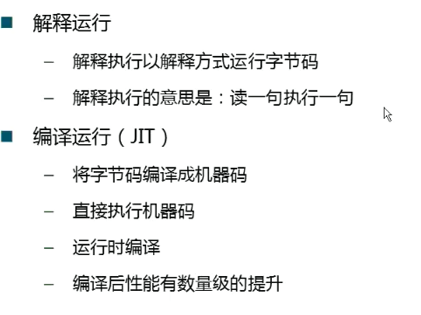 解释运行
– 解释执行以解释方式运行字节码
– 解释执行的意思是：读一句执行一句
编译运行（JIT）
– 将字节码编译成机器码
– 直接执行机器码
– 运行时编译
– 编译后性能有数量级的提升